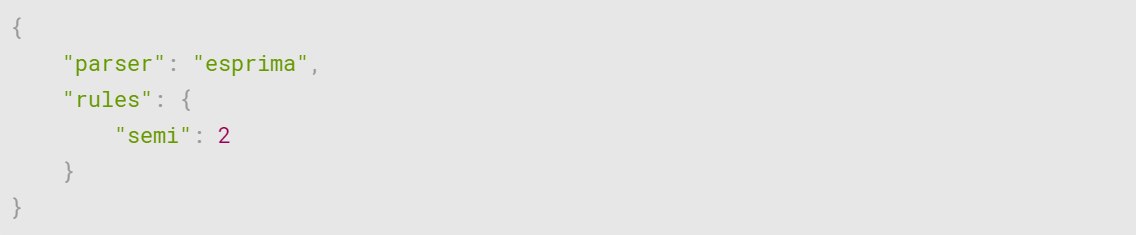 {
    "parser": "esprima",
    "rules": {
        "semi": 2
    }
}